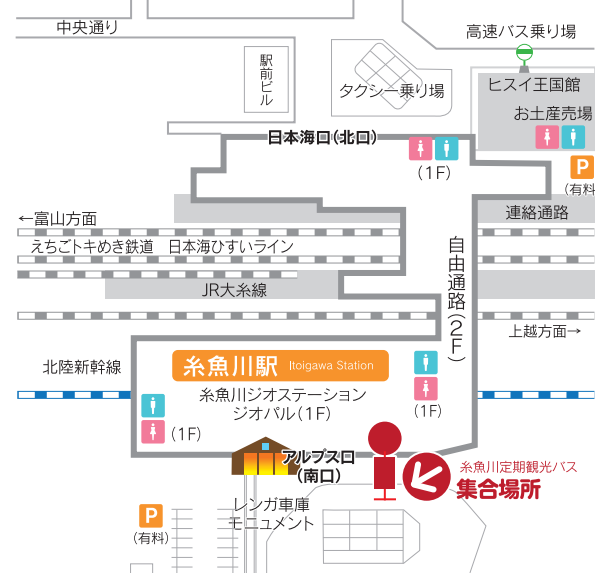 中央通り
高速バス乗り場
駅前ビル
タクシー乗り場
ヒスイ王国館
お土産売場
日本海口(北口)
(1F)
P
(有料)
連絡通路
←富山方面
えちごトキめき鉄道 日本海ひすいライン
自由通路(2F)
JR大糸線
上越方面→
北陸新幹線
糸魚川駅 Itoigawa Station
糸魚川ジオステーション
ジオパル(1F)
(1F)
(1F)
アルプス口
(南口)
糸魚川定期観光バス
集合場所
レンガ車庫
モニュメント
P
(有料)